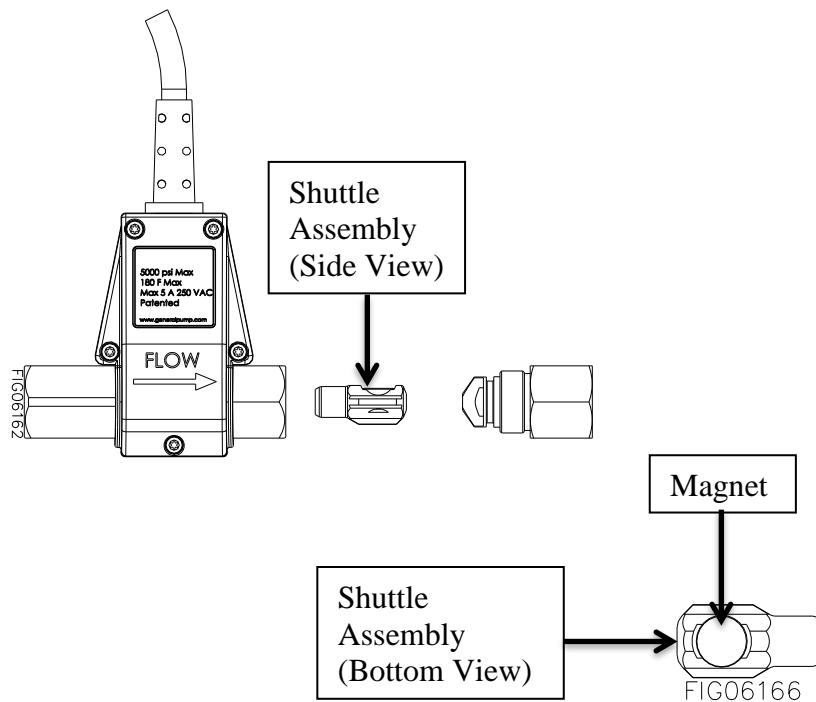 Shuttle
Assembly
(Side View)
5000 psi Max
180 F Max
Max 5 A 250 VAC
Patented
www.generalpump.com
FLOW
FIG06162
Magnet
Shuttle
Assembly
(Bottom View)
FIG06166